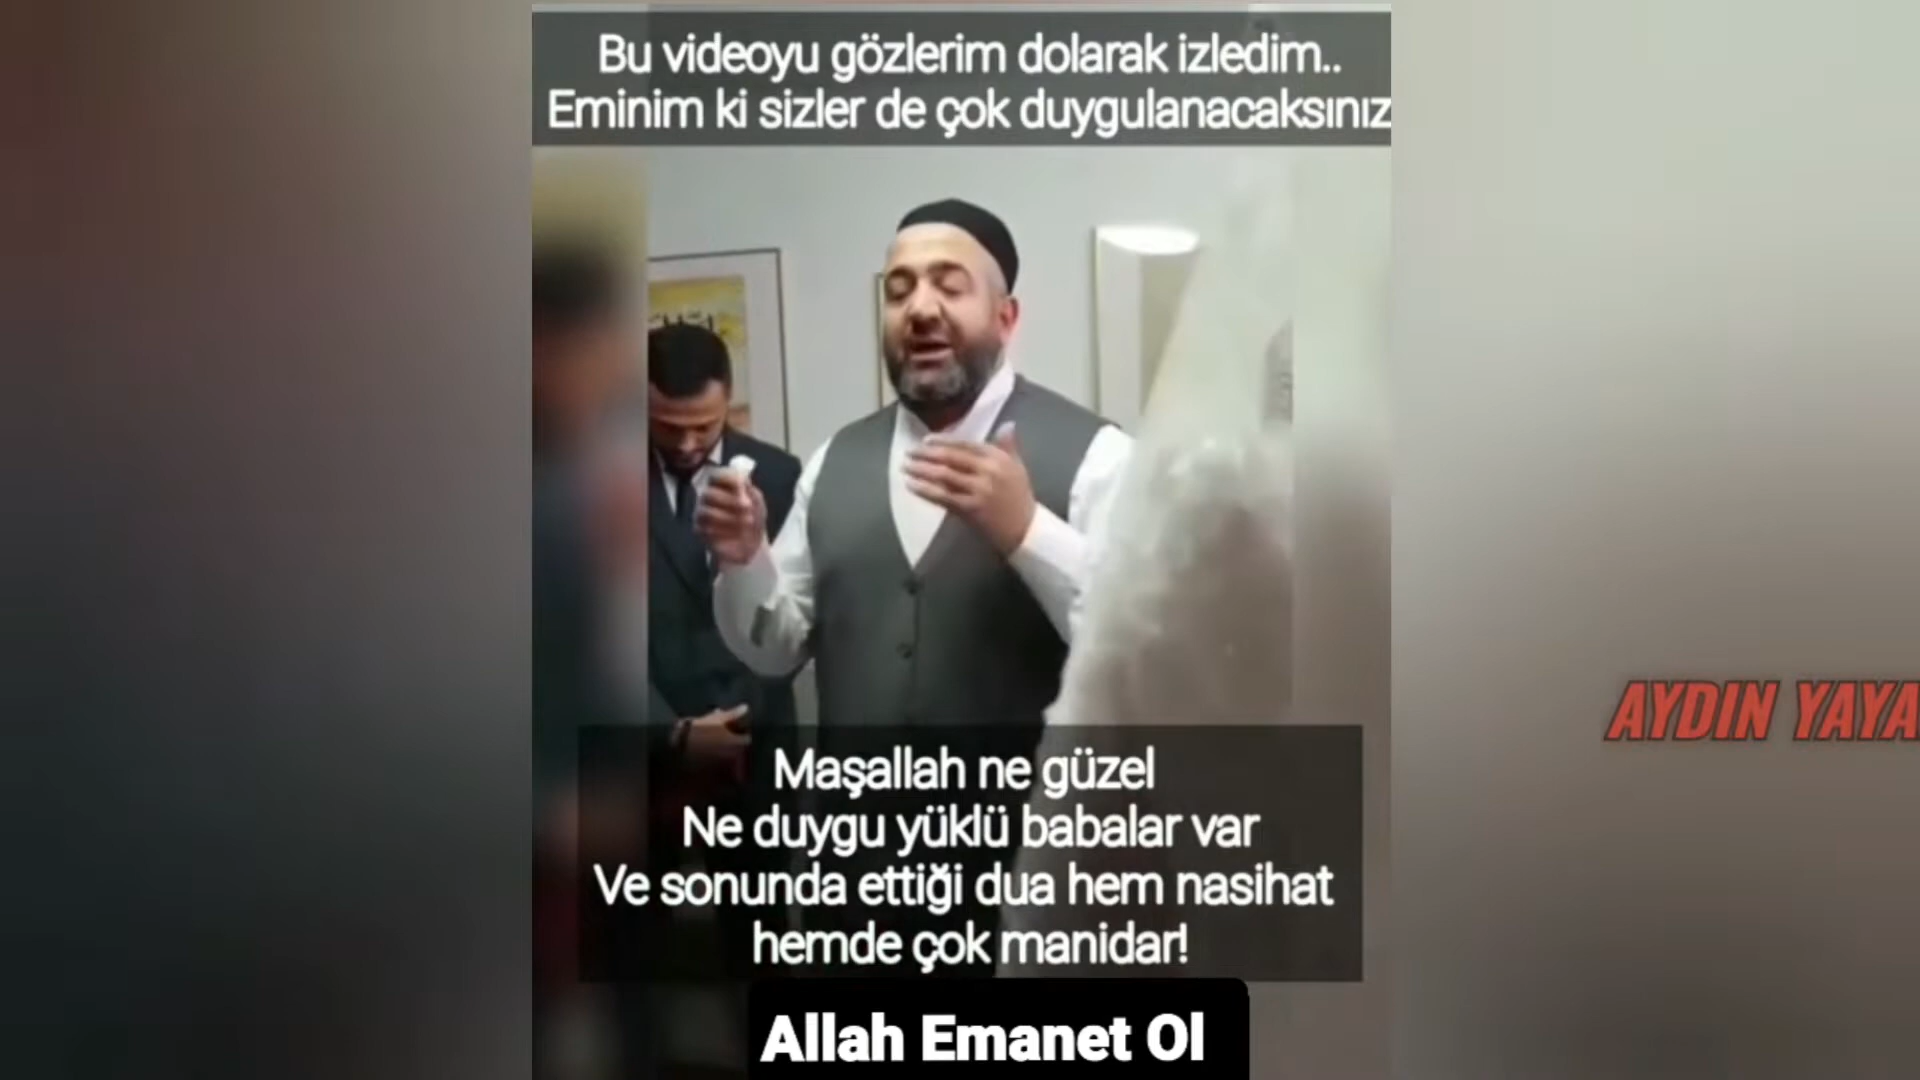 Bu videoyu gözlerim dolarak izledim..
Eminim ki sizler de çok duygulanacaksınız
AYDIN YAYA
Maşallah ne güzel
Ne duygu yüklü babalar var
Ve sonunda ettiği dua hem nasihat
hemde çok manidar!
Allah Emanet Ol